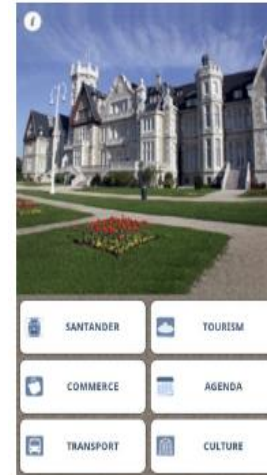 i
SANTANDER
TOURISM
COMMERCE
AGENDA
TRANSPORT
CULTURE